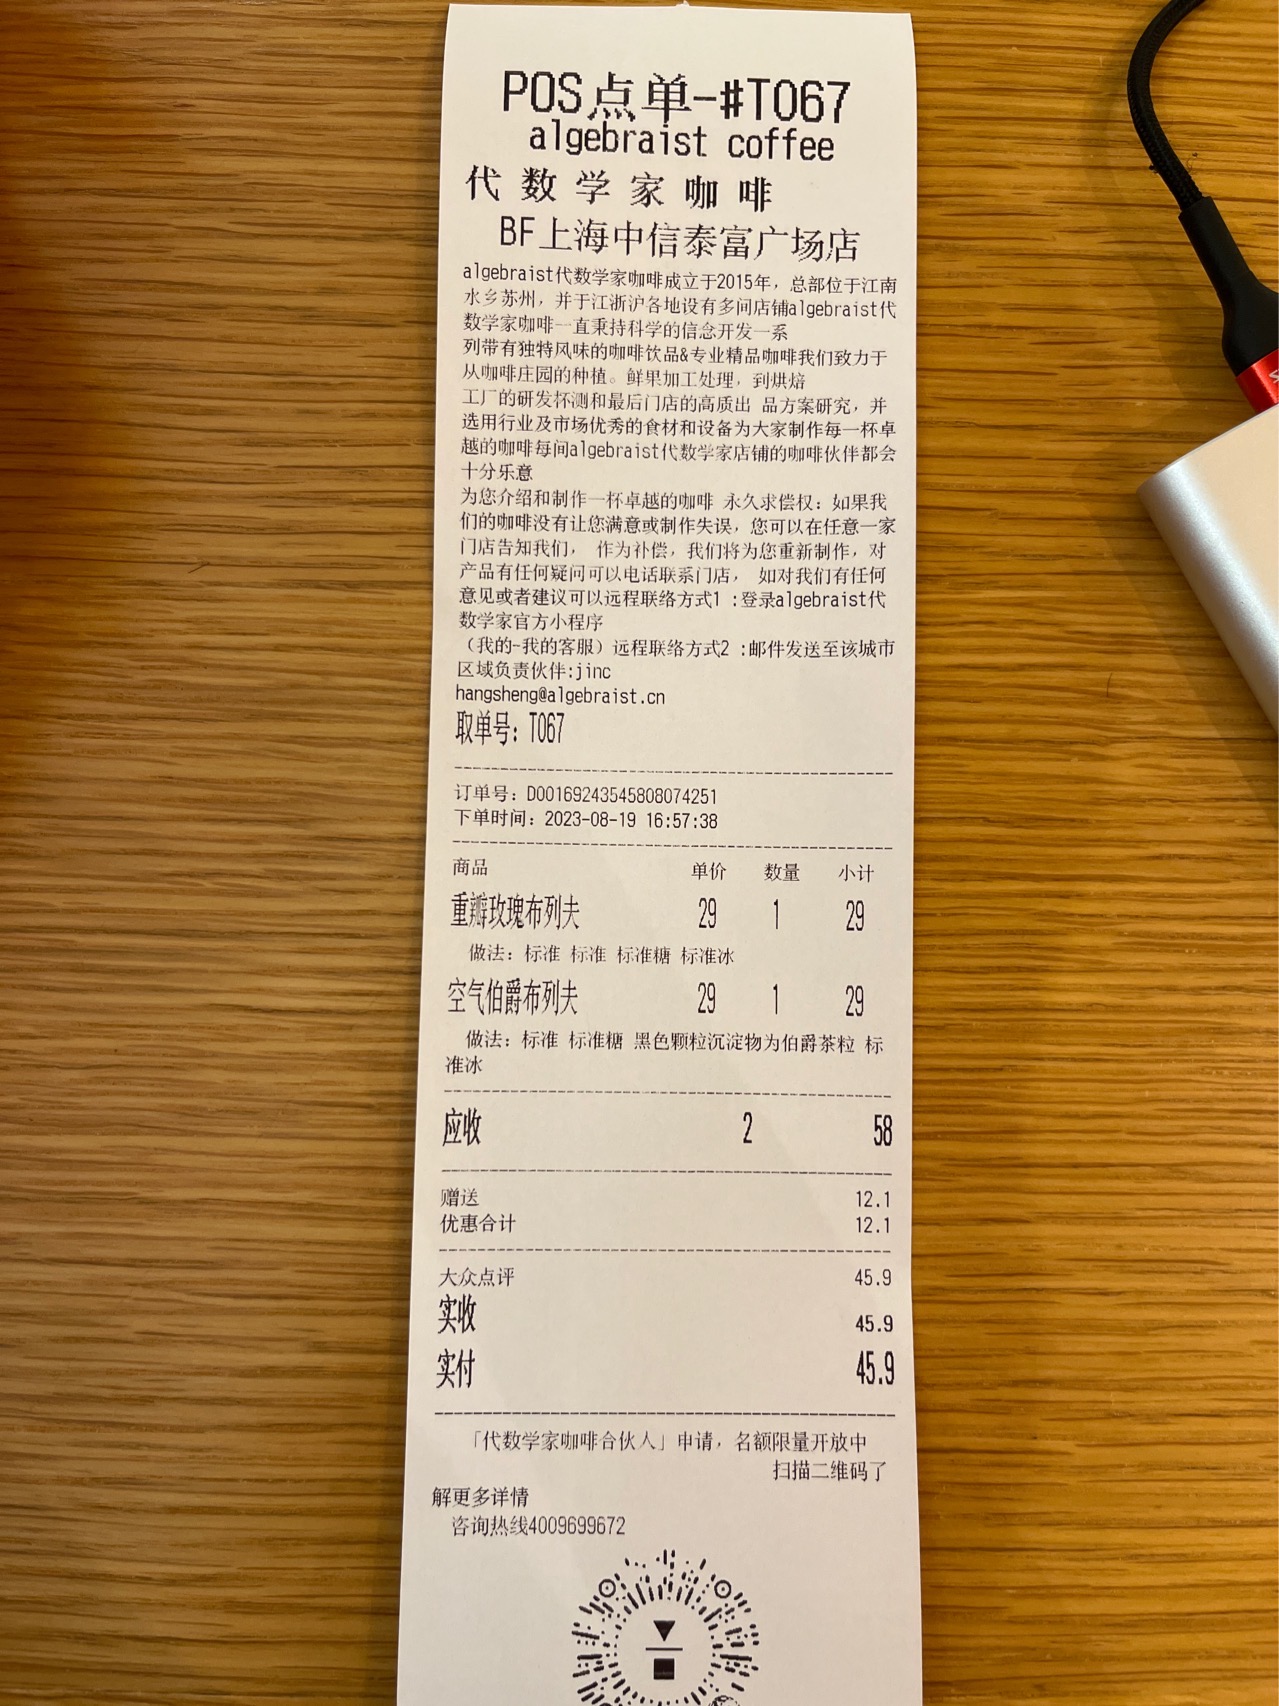 POS点单-#T067
algebraist coffee
代数学家咖啡
BF上海中信泰富广场店
algebraist代数学家咖啡成立于2015年，总部位于江南
水乡苏州，并于江浙沪各地设有多间店铺algebraist代
数学家咖啡一直秉持科学的信念开发一系
列带有独特风味的咖啡饮品&专业精品咖啡我们致力于
从咖啡庄园的种植。鲜果加工处理，到烘焙
工厂的研发杯测和最后门店的高质出 品方案研究，并
选用行业及市场优秀的食材和设备为大家制作每一杯卓
越的咖啡每间algebraist代数学家店铺的咖啡伙伴都会
十分乐意
为您介绍和制作一杯卓越的咖啡 永久求偿权：如果我
们的咖啡没有让您满意或制作失误，您可以在任意一家
门店告知我们， 作为补偿，我们将为您重新制作，对
产品有任何疑问可以电话联系门店， 如对我们有任何
意见或者建议可以远程联络方式1 :登录algebraist代
数学家官方小程序
（我的-我的客服）远程联络方式2 :邮件发送至该城市
区域负责伙伴:jinc
hangsheng@algebraist.cn
取单号：T067
订单号：D00169243545808074251
下单时间：2023-08-19 16:57:38
商品 单价 数量 小计
重瓣玫瑰布列夫 29 1 29
做法：标准 标准 标准糖 标准冰
空气伯爵布列夫 29 1 29
做法：标准 标准糖 黑色颗粒沉淀物为伯爵茶粒 标
准冰
应收 2 58
赠送 12.1
优惠合计 12.1
大众点评 45.9
实收 45.9
实付 45.9
「代数学家咖啡合伙人」申请，名额限量开放中
扫描二维码了
解更多详情
咨询热线4009699672